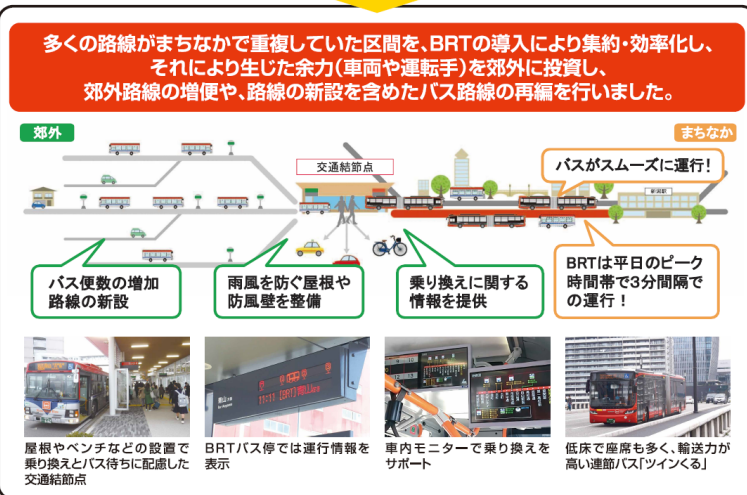 多くの路線がまちなかで重複していた区間を、BRTの導入により集約・効率化し、
それにより生じた余力（車両や運転手）を郊外に投資し、
郊外路線の増便や、路線の新設を含めたバス路線の再編を行いました。
郊外
まちなか
交通結節点
バスがスムーズに運行！
新潟駅
バス便数の増加
路線の新設
雨風を防ぐ屋根や
防風壁を整備
乗り換えに関する
情報を提供
BRTは平日のピーク
時間帯で3分間隔で
の運行！
屋根やベンチなどの設置で
乗り換えとバス待ちに配慮した
交通結節点
BRTバス停では運行情報を
表示
車内モニターで乗り換えを
サポート
低床で座席も多く、輸送力が
高い連節バス「ツインくる」